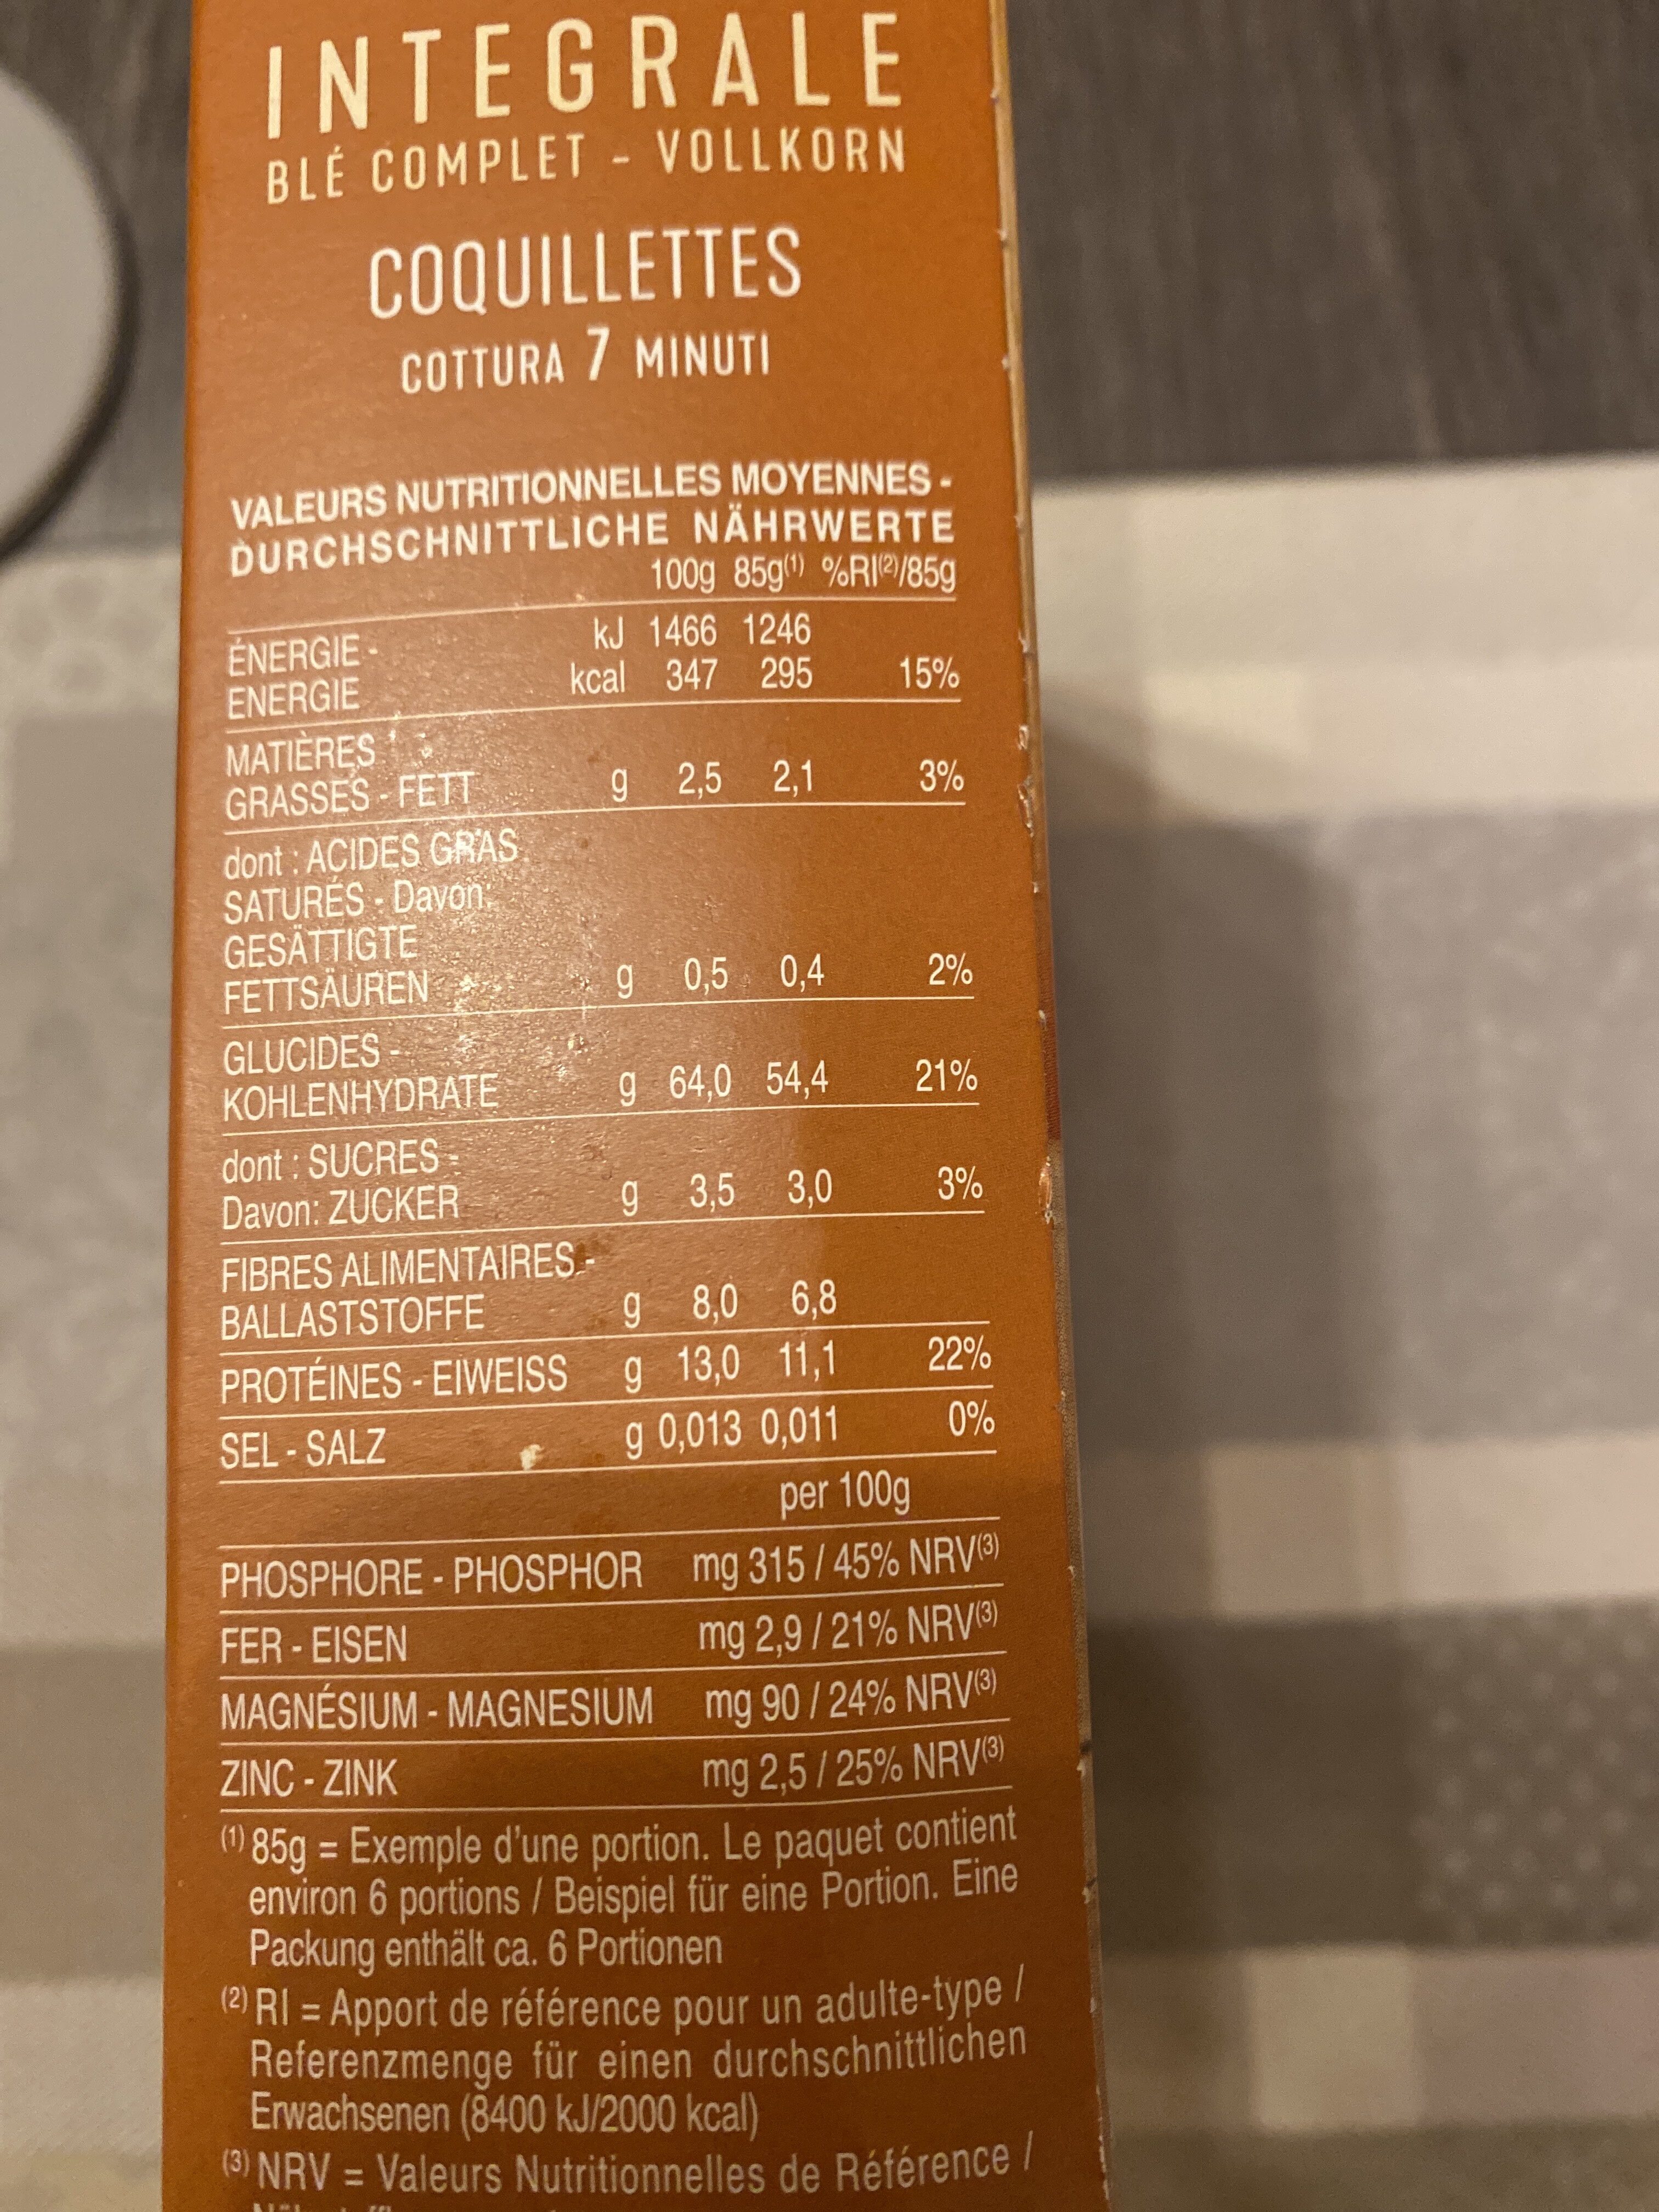 INTEGRALE
BLÉ COMPLET - VOLLKORN
COQUILLETTES
COTTURA 7 MINUTI
VALEURS NUTRITIONNELLES MOYENNES -
DURCHSCHNITTLICHE NÄHRWERTE
100g 85g(1) %RI(2)/85g
ÉNERGIE - kJ 1466 1246
ENERGIE kcal 347 295 15%
MATIÈRES
GRASSES - FETT g 2,5 2,1 3%
dont : ACIDES GRAS
SATURÉS - Davon:
GESÄTTIGTE
FETTSÄUREN g 0,5 0,4 2%
GLUCIDES -
KOHLENHYDRATE g 64,0 54,4 21%
dont : SUCRES -
Davon: ZUCKER g 3,5 3,0 3%
FIBRES ALIMENTAIRES -
BALLASTSTOFFE g 8,0 6,8
PROTÉINES - EIWEISS g 13,0 11,1 22%
SEL - SALZ g 0,013 0,011 0%
per 100g
PHOSPHORE - PHOSPHOR mg 315 / 45% NRV(3)
FER - EISEN mg 2,9 / 21% NRV(3)
MAGNÉSIUM - MAGNESIUM mg 90 / 24% NRV(3)
ZINC - ZINK mg 2,5 / 25% NRV(3)
(1) 85g = Exemple d'une portion. Le paquet contient
environ 6 portions / Beispiel für eine Portion. Eine
Packung enthält ca. 6 Portionen
(2) RI = Apport de référence pour un adulte-type /
Referenzmenge für einen durchschnittlichen
Erwachsenen (8400 kJ/2000 kcal)
(3) NRV = Valeurs Nutritionnelles de Référence /